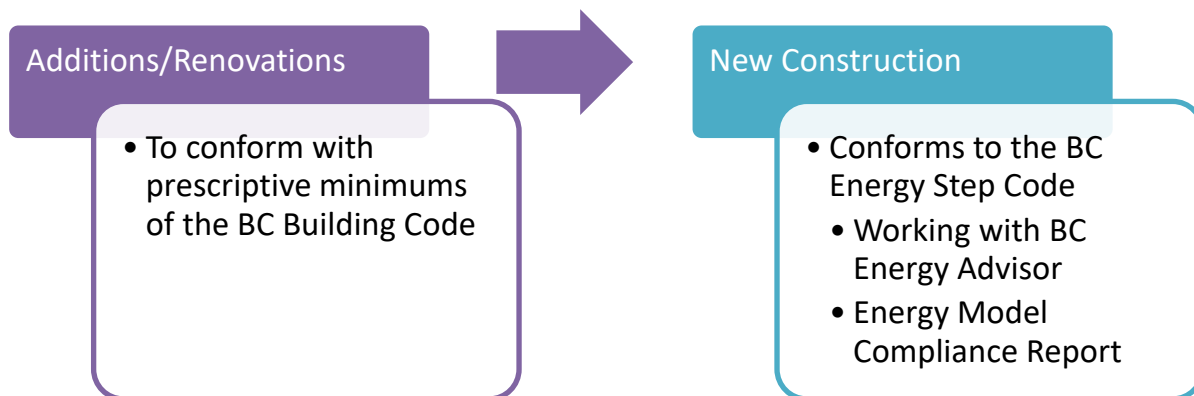 Additions/Renovations
• To conform with
prescriptive minimums
of the BC Building Code
New Construction
• Conforms to the BC
Energy Step Code
• Working with BC
Energy Advisor
• Energy Model
Compliance Report